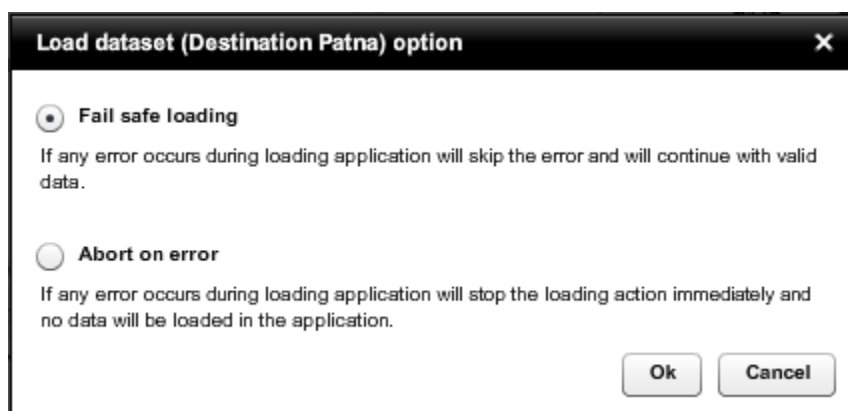 Load dataset (Destination Patna) option
Fail safe loading
If any error occurs during loading application will skip the error and will continue with valid
data.
Abort on error
If any error occurs during loading application will stop the loading action immediately and
no data will be loaded in the application.
Ok Cancel